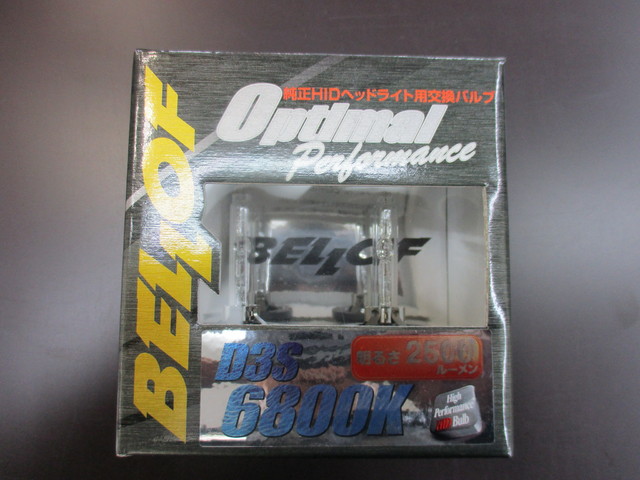 純正HIDヘッドライト用交換バルブ
Optimal
Performance
BELLOF
BELLOF
D3S
6800K
明るさ
ルーメン
High
Performance
HID Bulb